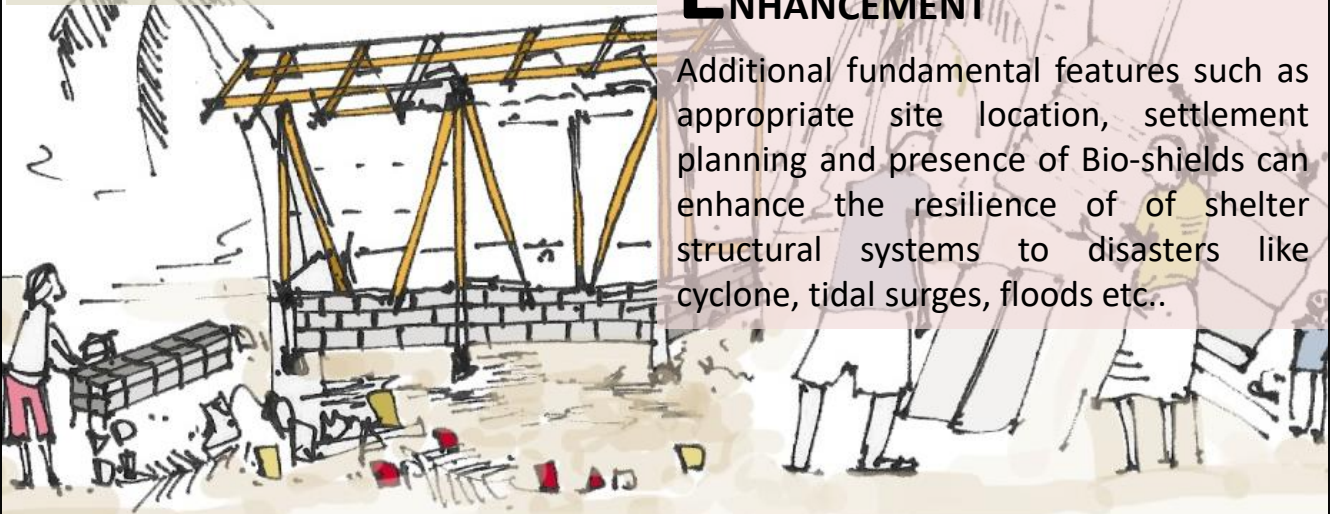 ENHANCEMENT
Additional fundamental features such as
appropriate site location, settlement
planning and presence of Bio-shields can
enhance the resilience of of shelter
structural systems to disasters like
cyclone, tidal surges, floods etc..